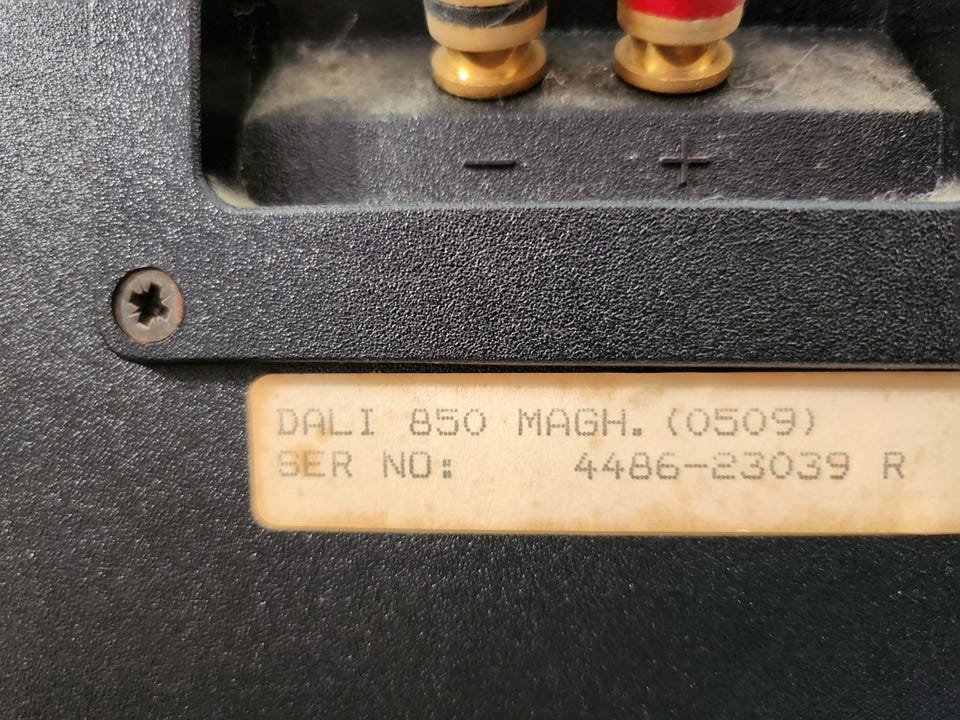 - +
DALI 850 MAGH. (0509)
SER NO: 4486-23039 R